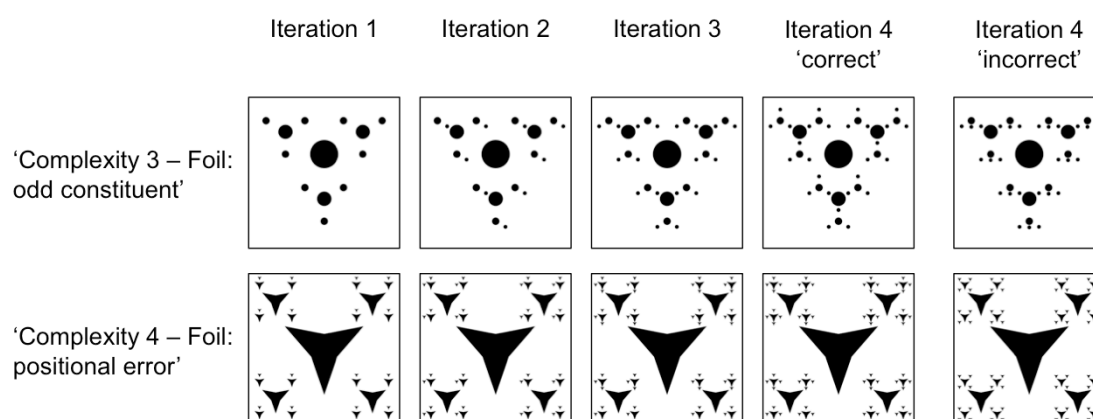 Iteration 1
Iteration 2
Iteration 3
Iteration 4
‘correct’
Iteration 4
‘incorrect’
‘Complexity 3 – Foil:
odd constituent’
‘Complexity 4 – Foil:
positional error’